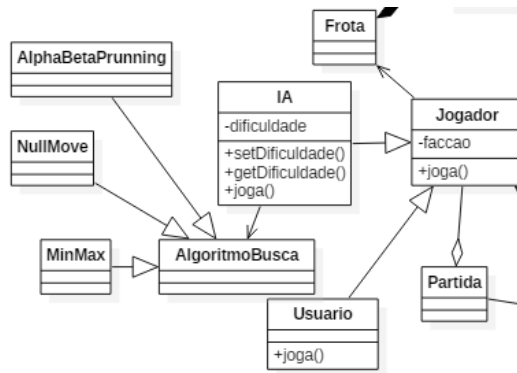 Frota
AlphaBetaPrunning
IA
-dificuldade
+setDificuldade()
+getDificuldade()
+joga()
Jogador
-faccao
+joga()
NullMove
MinMax
AlgoritmoBusca
Partida
Usuario
+joga()